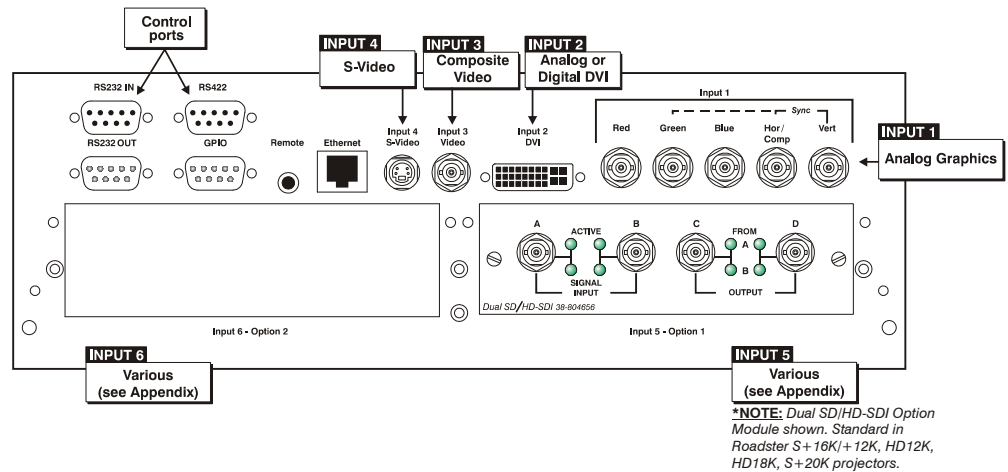 Control
ports
INPUT 4
S-Video
INPUT 3
Composite
Video
INPUT 2
Analog or
Digital DVI
RS232 IN
RS422
RS232 OUT
GPIO
Remote
Ethernet
Input 4
S-Video
Input 3
Video
Input 2
DVI
Input 1
Sync
Red
Green
Blue
Hor/
Comp
Vert
INPUT 1
Analog Graphics
A
ACTIVE
B
SIGNAL
INPUT
C
FROM
A
B
D
OUTPUT
Dual SD/HD-SDI 38-804656
Input 6 - Option 2
Input 5 - Option 1
INPUT 6
Various
(see Appendix)
INPUT 5
Various
(see Appendix)
*NOTE: Dual SD/HD-SDI Option
Module shown. Standard in
Roadster S+16K/+12K, HD12K,
HD18K, S+20K projectors.